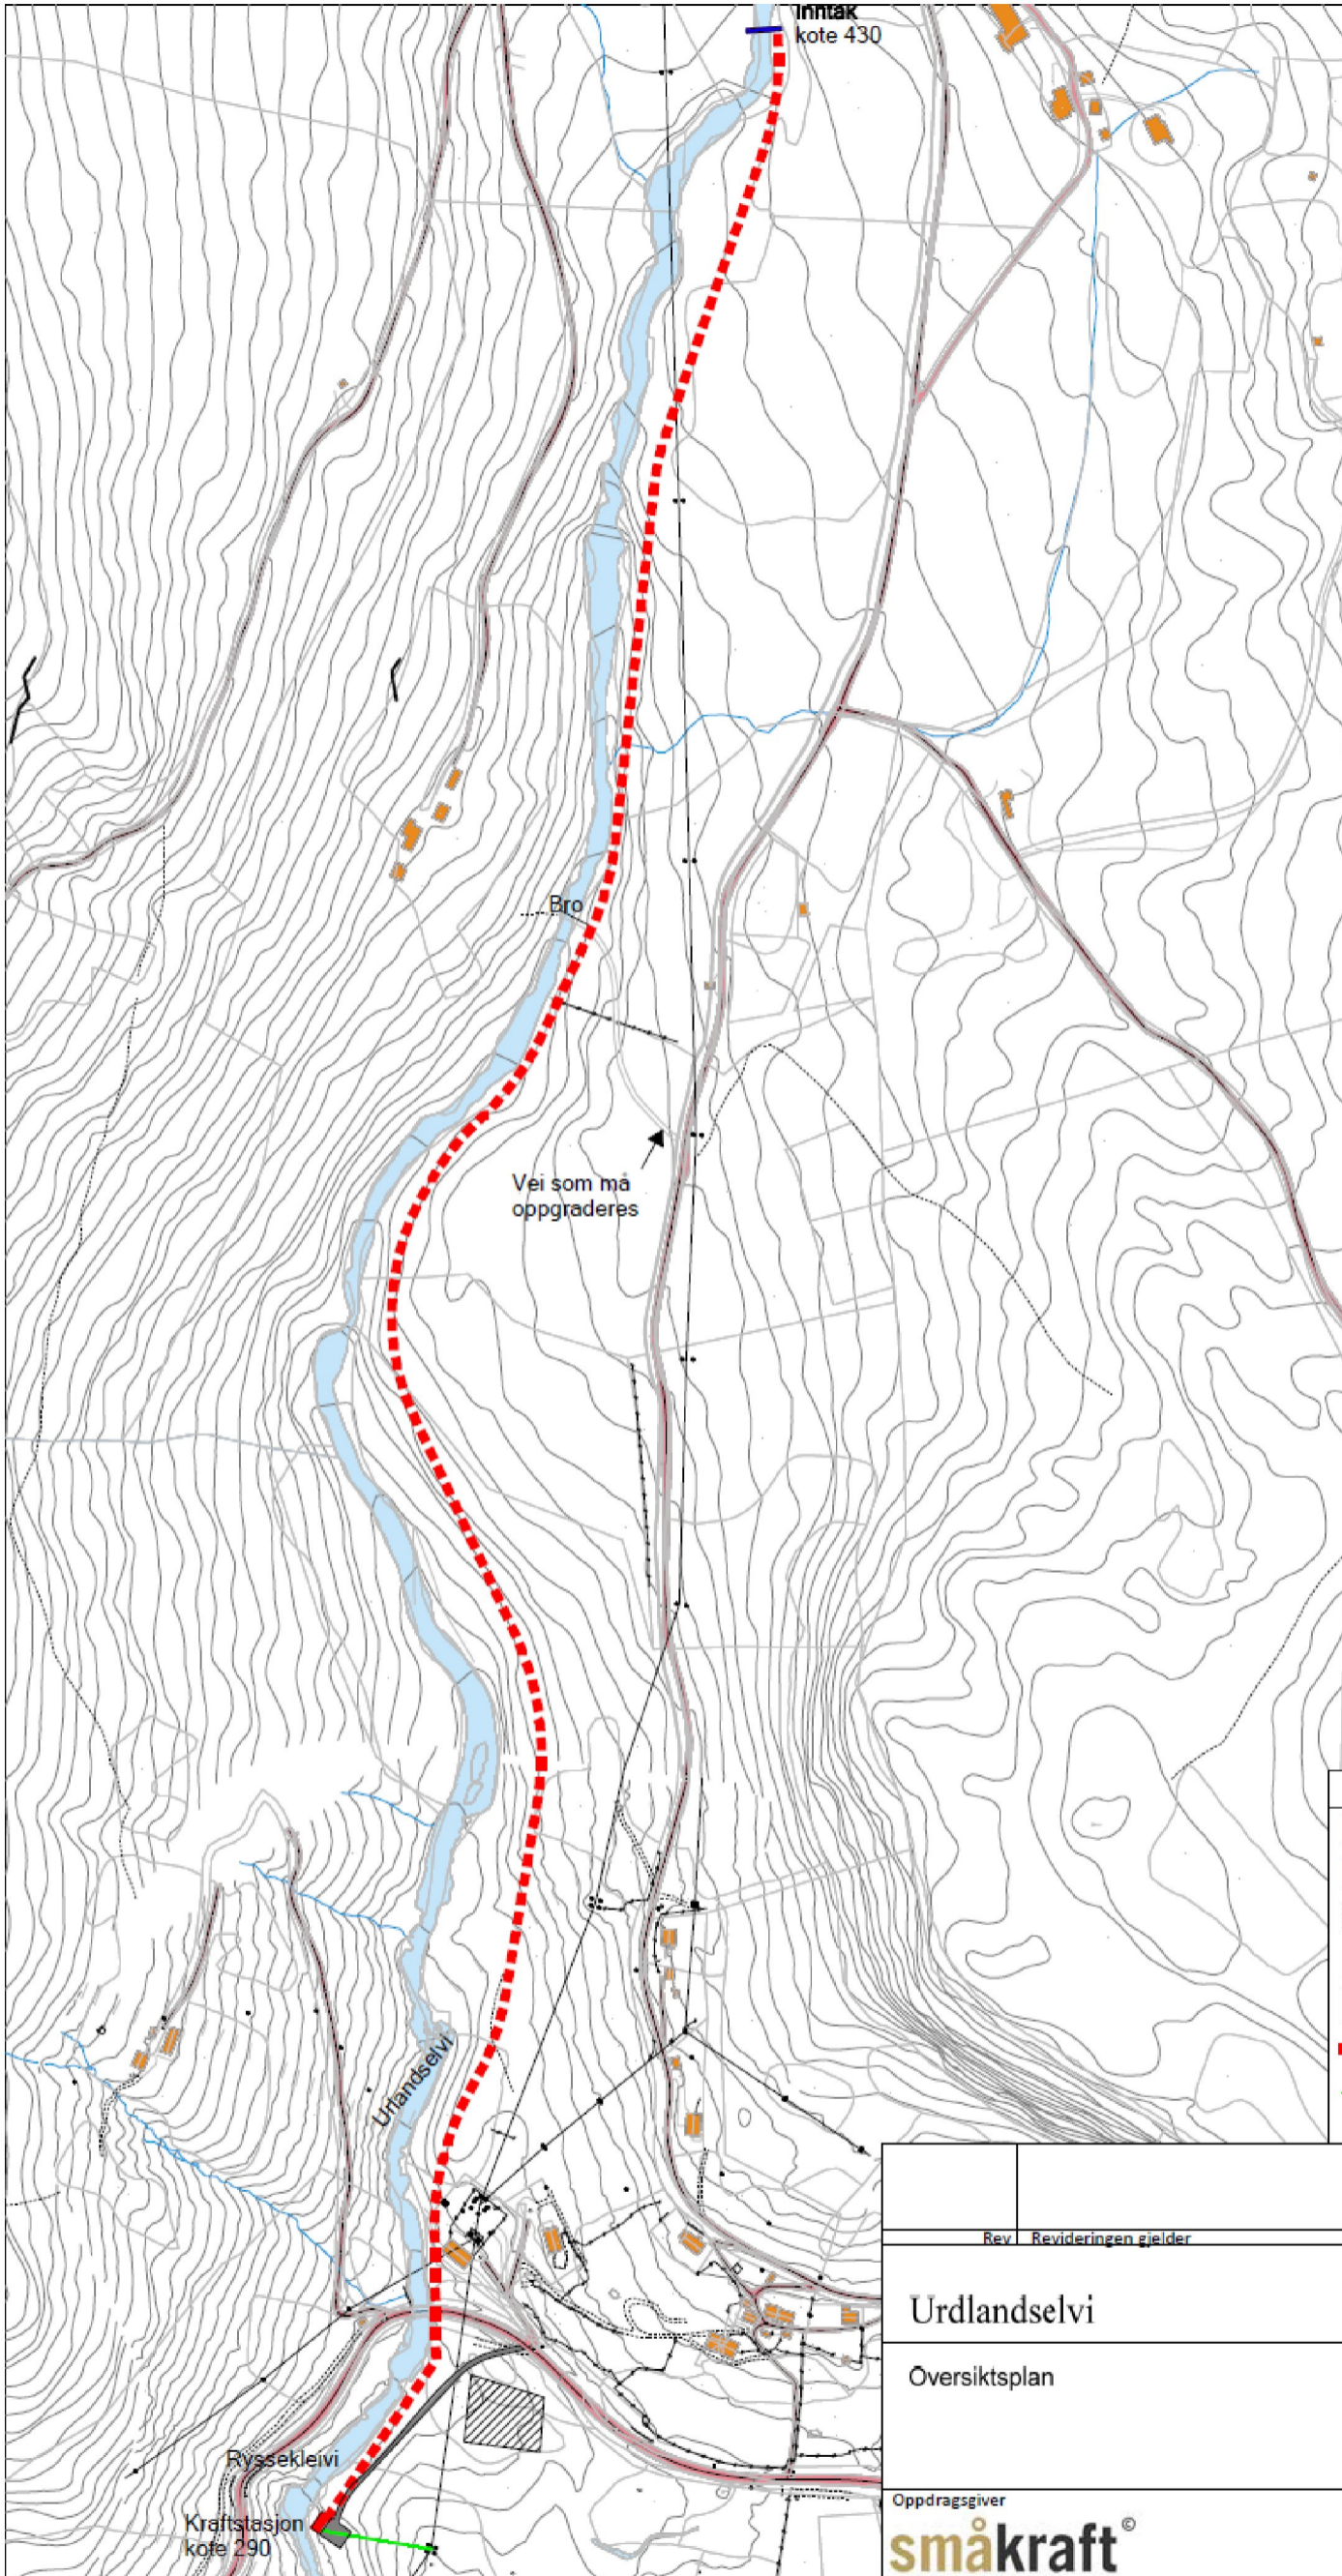 Inntak
kote 430
Bro
Vei som må
oppgraderes
Urlandselvi
Ryssekleivi
Kraftstasjon
kote 290
Rev
Revideringen gjelder
Urdlandselvi
Oversiktsplan
Oppdragsgiver
småkraft©